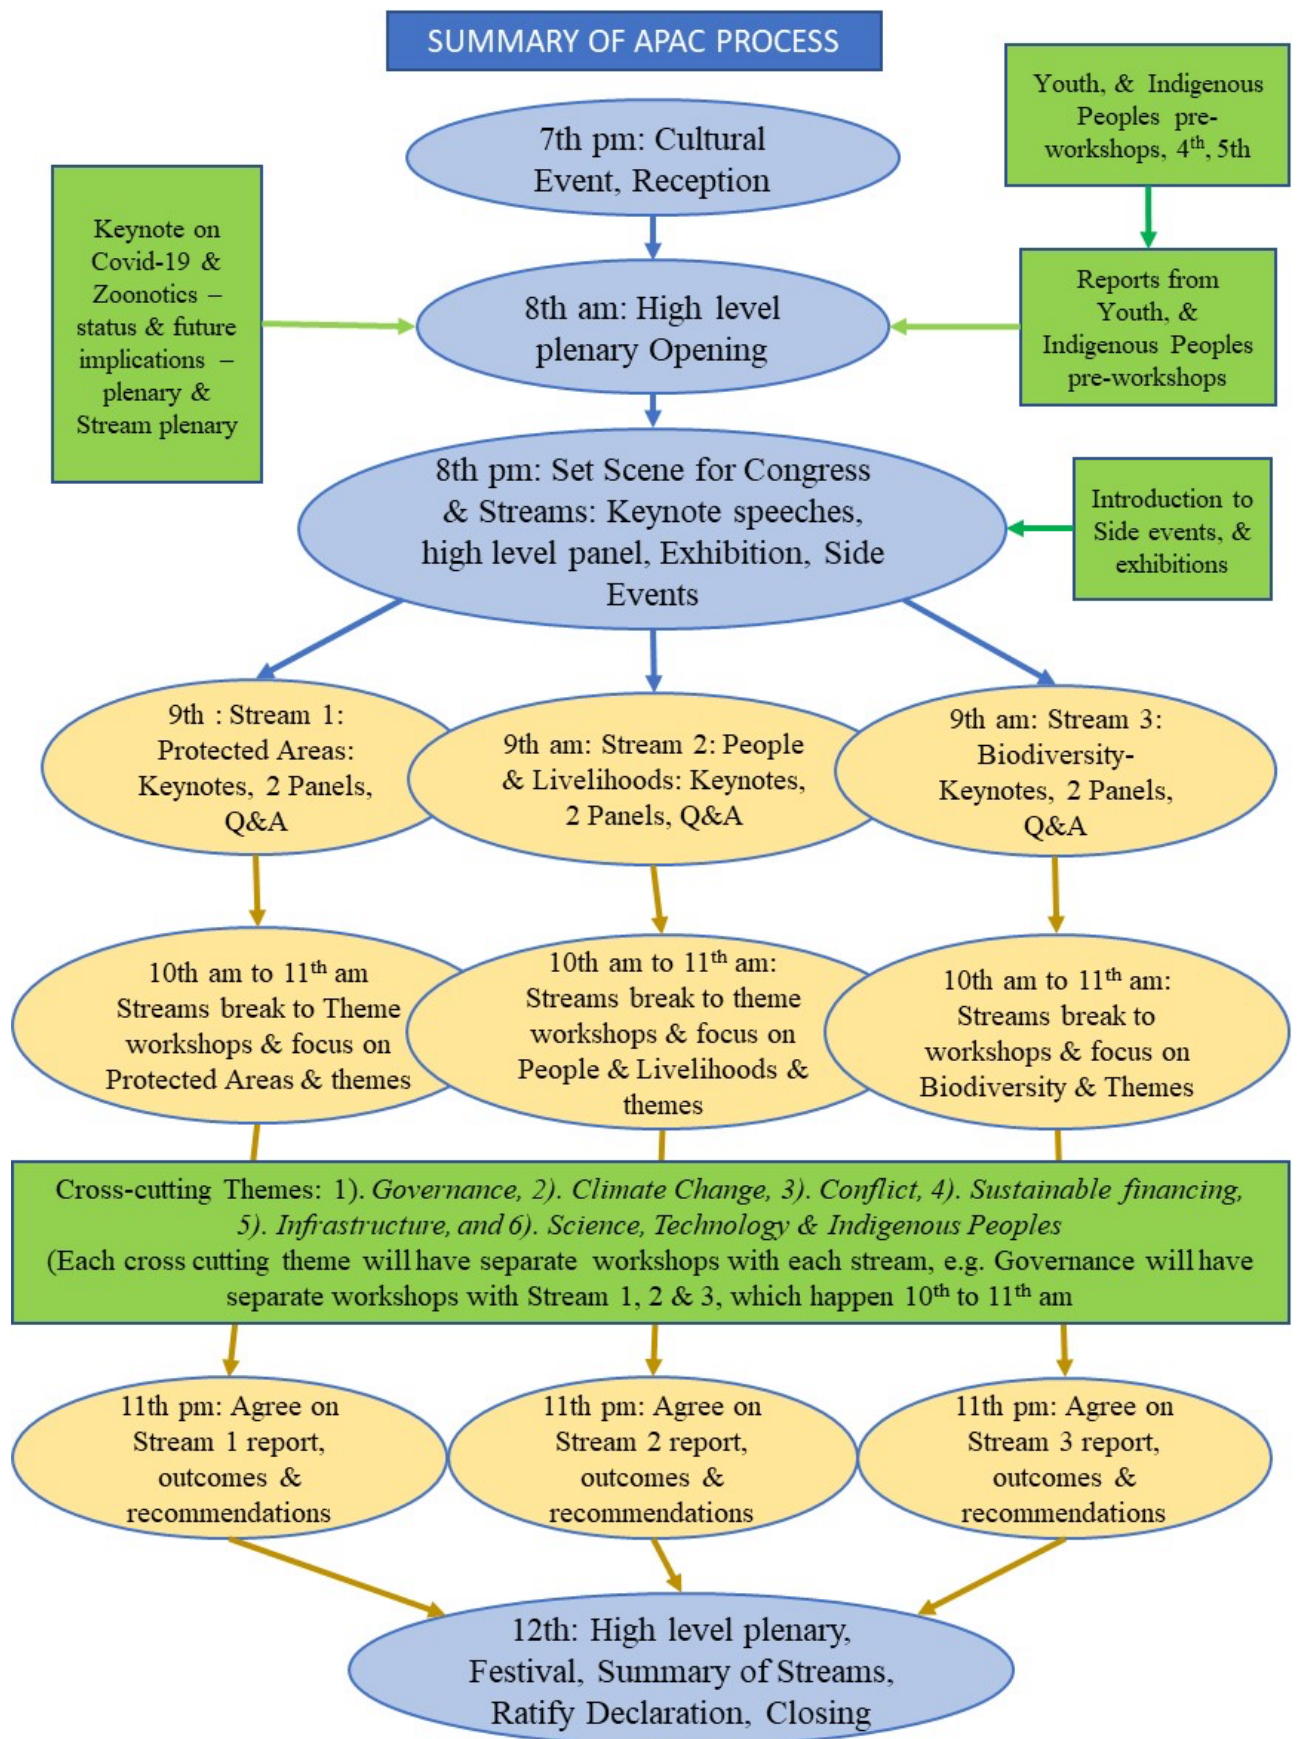 SUMMARY OF APAC PROCESS
Youth, & Indigenous
Peoples pre-
workshops, 4th, 5th
7th pm: Cultural
Event, Reception
Keynote on
Covid-19 &
Zoonotics –
status & future
implications –
plenary &
Stream plenary
8th am: High level
plenary Opening
Reports from
Youth, &
Indigenous Peoples
pre-workshops
8th pm: Set Scene for Congress
& Streams: Keynote speeches,
high level panel, Exhibition, Side
Events
Introduction to
Side events, &
exhibitions
9th : Stream 1:
Protected Areas:
Keynotes, 2 Panels,
Q&A
9th am: Stream 2: People
& Livelihoods: Keynotes,
2 Panels, Q&A
9th am: Stream 3:
Biodiversity-
Keynotes, 2 Panels,
Q&A
10th am to 11th am
Streams break to Theme
workshops & focus on
Protected Areas & themes
10th am to 11th am:
Streams break to theme
workshops & focus on
People & Livelihoods &
themes
10th am to 11th am:
Streams break to
workshops & focus on
Biodiversity & Themes
Cross-cutting Themes: 1). Governance, 2). Climate Change, 3). Conflict, 4). Sustainable financing,
5). Infrastructure, and 6). Science, Technology & Indigenous Peoples
(Each cross cutting theme will have separate workshops with each stream, e.g. Governance will have
separate workshops with Stream 1, 2 & 3, which happen 10th to 11th am
11th pm: Agree on
Stream 1 report,
outcomes &
recommendations
11th pm: Agree on
Stream 2 report,
outcomes &
recommendations
11th pm: Agree on
Stream 3 report,
outcomes &
recommendations
12th: High level plenary,
Festival, Summary of Streams,
Ratify Declaration, Closing